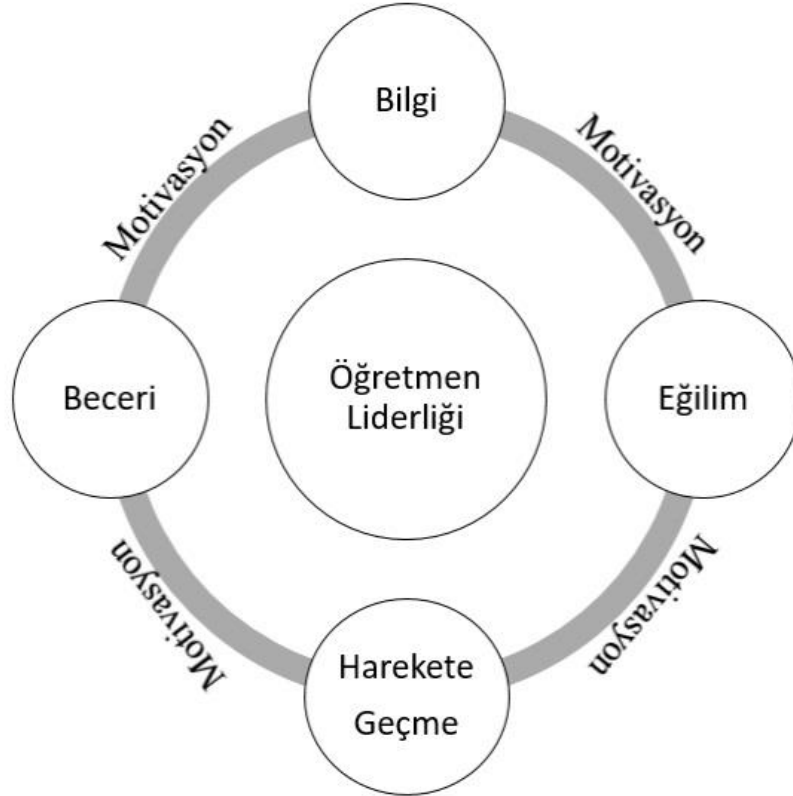 Bilgi
Motivasyon
Motivasyon
Beceri
Öğretmen
Liderliği
Eğilim
Motivasyon
Motivasyon
Harekete
Geçme